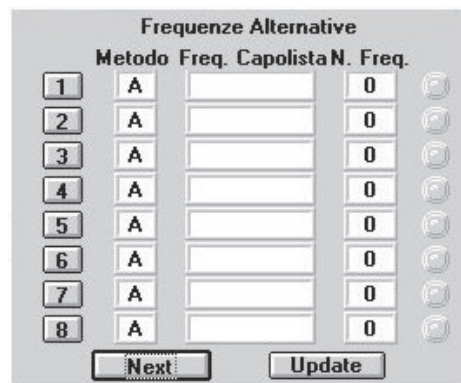 Frequenze Alternative
Metodo Freq. Capolista N. Freq.
1 A 0
2 A 0
3 A 0
4 A 0
5 A 0
6 A 0
7 A 0
8 A 0
Next Update